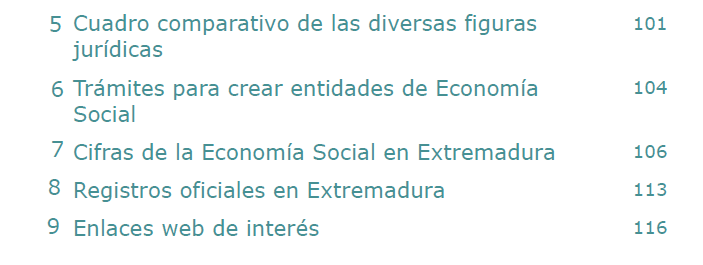 5 Cuadro comparativo de las diversas figuras 101
jurídicas
6 Trámites para crear entidades de Economía 104
Social
7 Cifras de la Economía Social en Extremadura 106
8 Registros oficiales en Extremadura 113
9 Enlaces web de interés 116